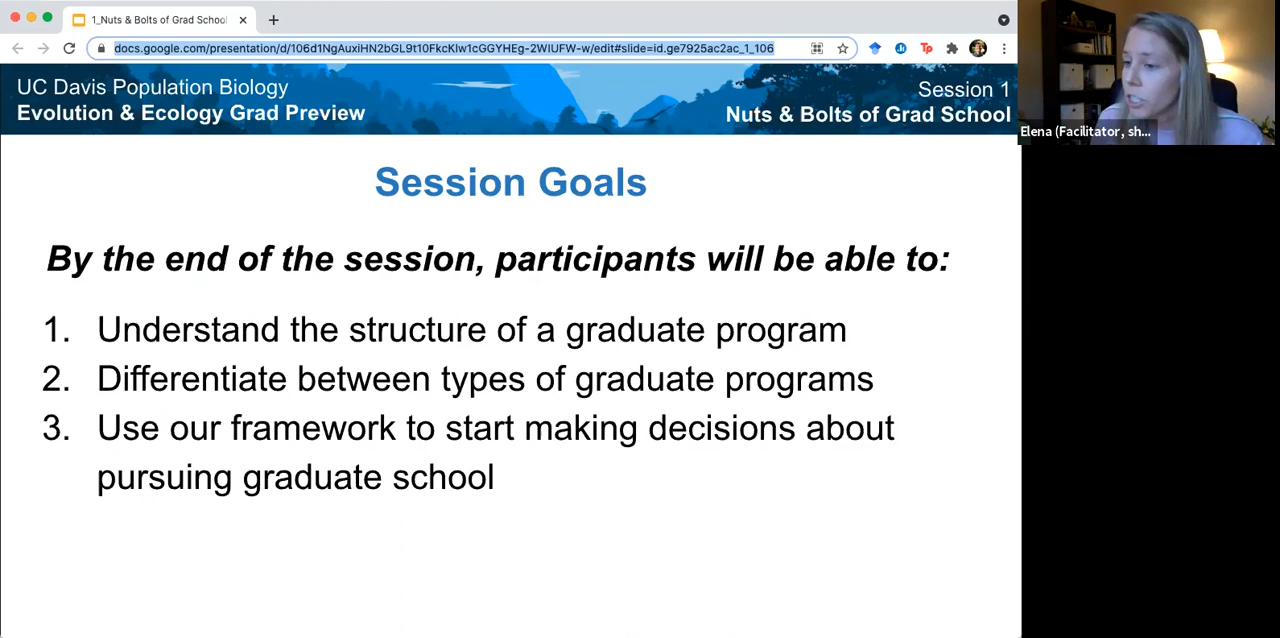 1_Nuts & Bolts of Grad School
docs.google.com/presentation/d/106d1NgAuxiHN2bGL9t10FkcKlw1cGGYHEg-2WIUFW-w/edit#slide=id.ge7925ac2ac_1_106
Tp
UC Davis Population Biology
Evolution & Ecology Grad Preview
Session 1
Nuts & Bolts of Grad School
Elena (Facilitator, sh...
Session Goals
By the end of the session, participants will be able to:
1. Understand the structure of a graduate program
2. Differentiate between types of graduate programs
3. Use our framework to start making decisions about
pursuing graduate school